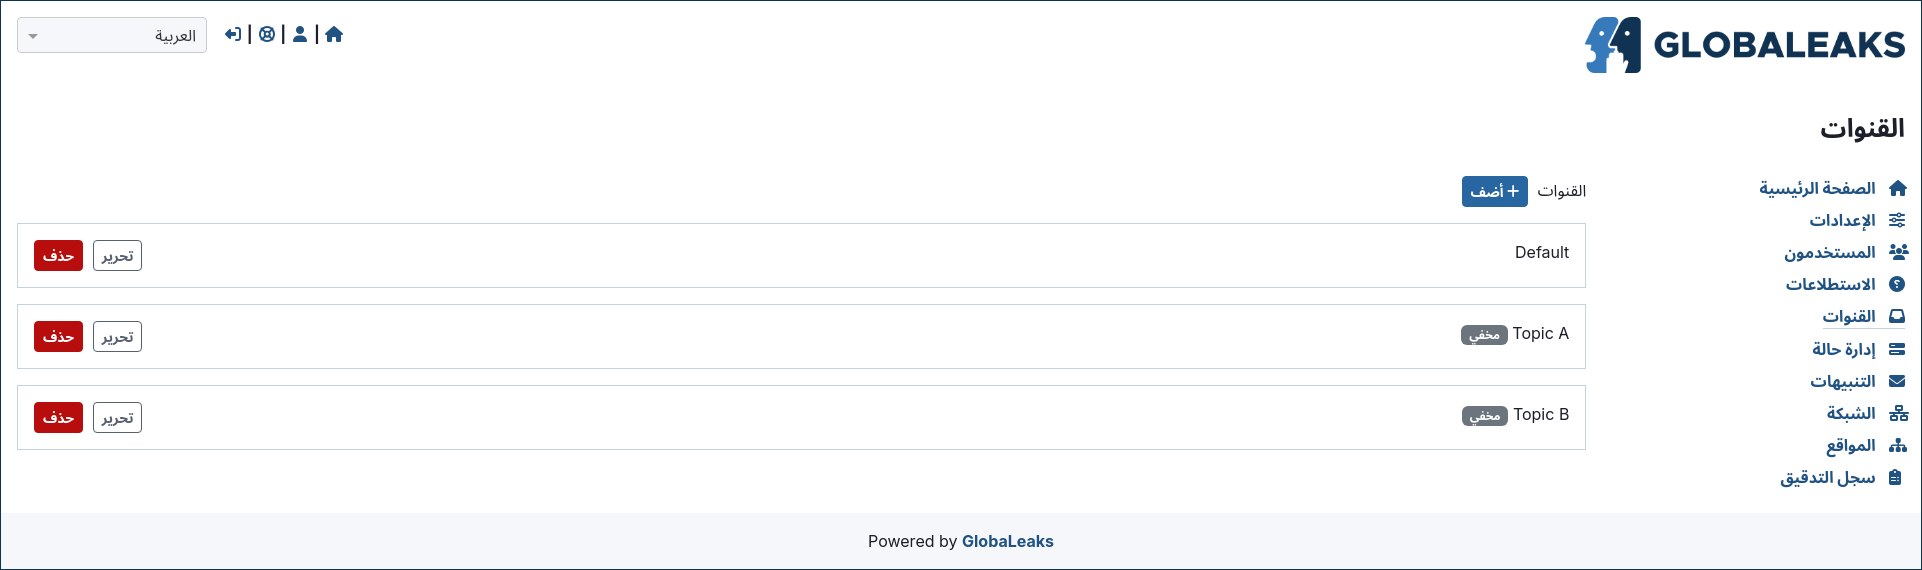 GLOBALEAKS
العربية
القنوات
الصفحة الرئيسية
الإعدادات
المستخدمون
الاستطلاعات
القنوات
إدارة حالة
التنبيهات
الشبكة
المواقع
سجل التدقيق
القنوات
أضف
Default
تحرير
حذف
Topic A مخفي
تحرير
حذف
Topic B مخفي
تحرير
حذف
Powered by GlobaLeaks